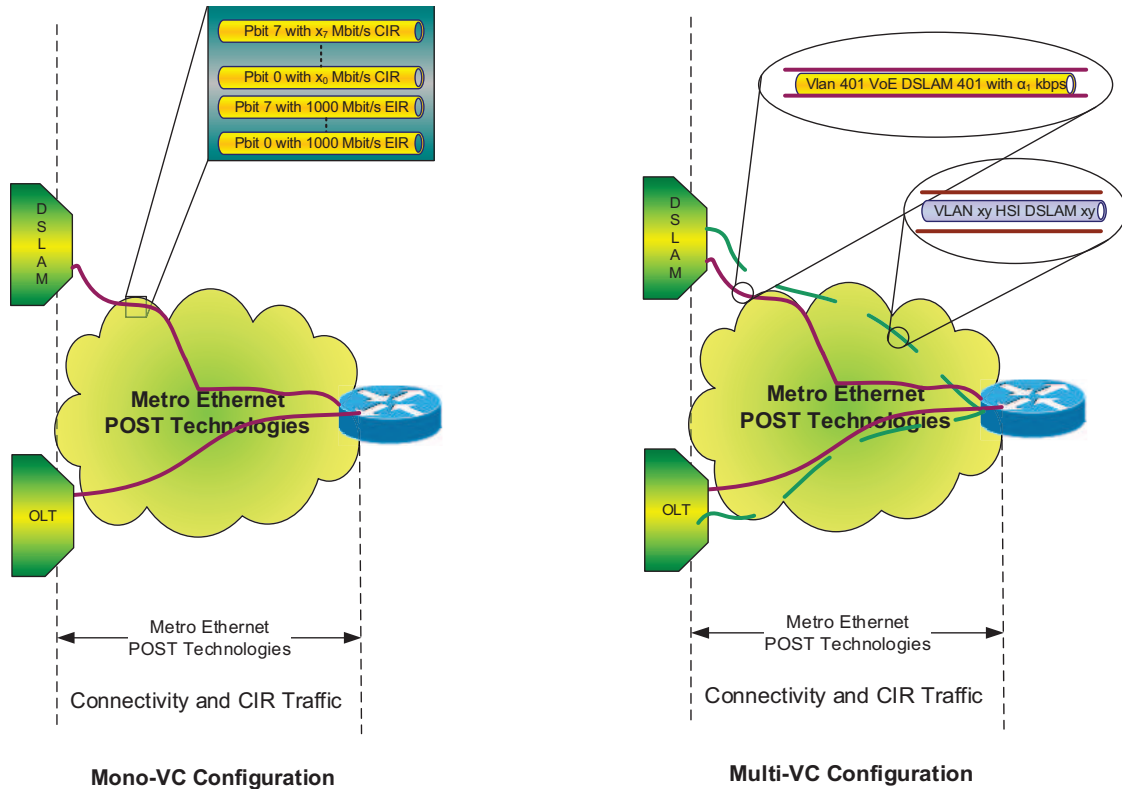 Pbit 7 with x7 Mbit/s CIR
Pbit 0 with x0 Mbit/s CIR
Pbit 7 with 1000 Mbit/s EIR
Pbit 0 with 1000 Mbit/s EIR
DSLAM
Metro Ethernet
POST Technologies
OLT
Metro Ethernet
POST Technologies
Connectivity and CIR Traffic
Mono-VC Configuration
Vlan 401 VoE DSLAM 401 with α1 kbps
VLAN xy HSI DSLAM xy
DSLAM
Metro Ethernet
POST Technologies
OLT
Metro Ethernet
POST Technologies
Connectivity and CIR Traffic
Multi-VC Configuration